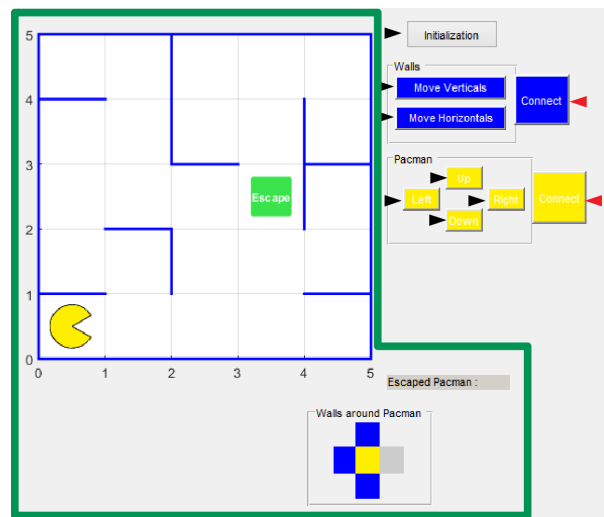 5
4
3
2
1
0
0 1 2 3 4 5
Escape
Initialization
Walls
Move Verticals
Move Horizontals
Connect
Pacman
Up
Left
Right
Down
Connect
Escaped Pacman :
Walls around Pacman